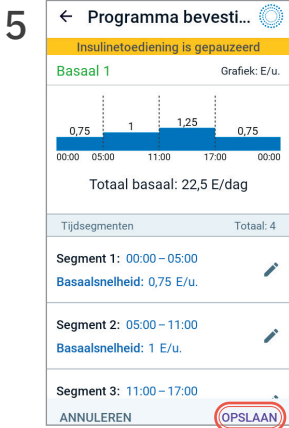 5
Programma bevesti...
Insulinetoediening is gepauzeerd
Basaal 1 Grafiek: E/u.
0,75 1 1,25 0,75
00:00 05:00 11:00 17:00 00:00
Totaal basaal: 22,5 E/dag
Tijdsegmenten Totaal: 4
Segment 1: 00:00 – 05:00
Basaalsnelheid: 0,75 E/u.
Segment 2: 05:00 – 11:00
Basaalsnelheid: 1 E/u.
Segment 3: 11:00 – 17:00
ANNULEREN OPSLAAN